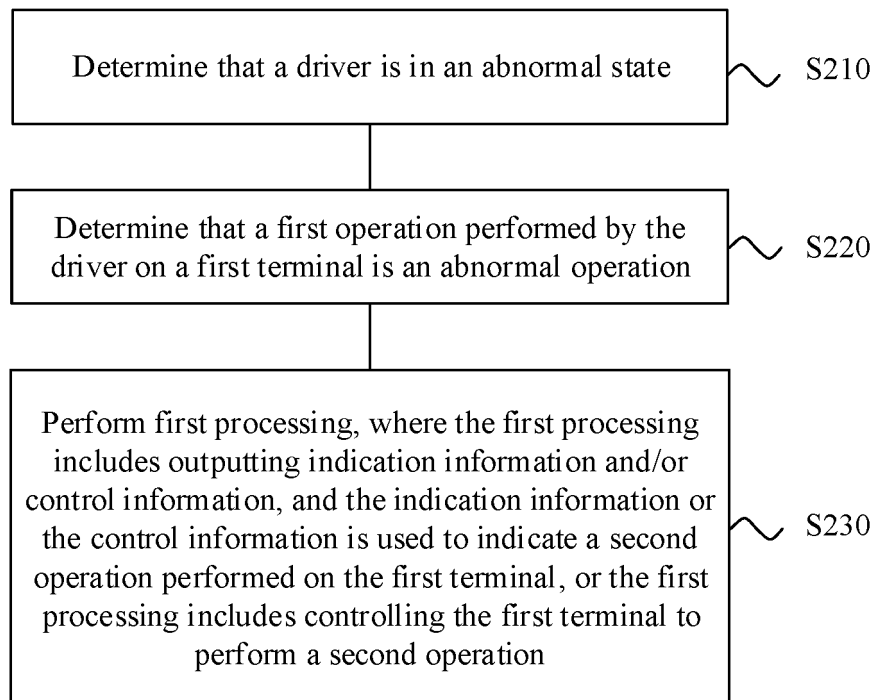 Determine that a driver is in an abnormal state
S210
Determine that a first operation performed by the
driver on a first terminal is an abnormal operation
S220
Perform first processing, where the first processing
includes outputting indication information and/or
control information, and the indication information or
the control information is used to indicate a second
operation performed on the first terminal, or the first
processing includes controlling the first terminal to
perform a second operation
S230